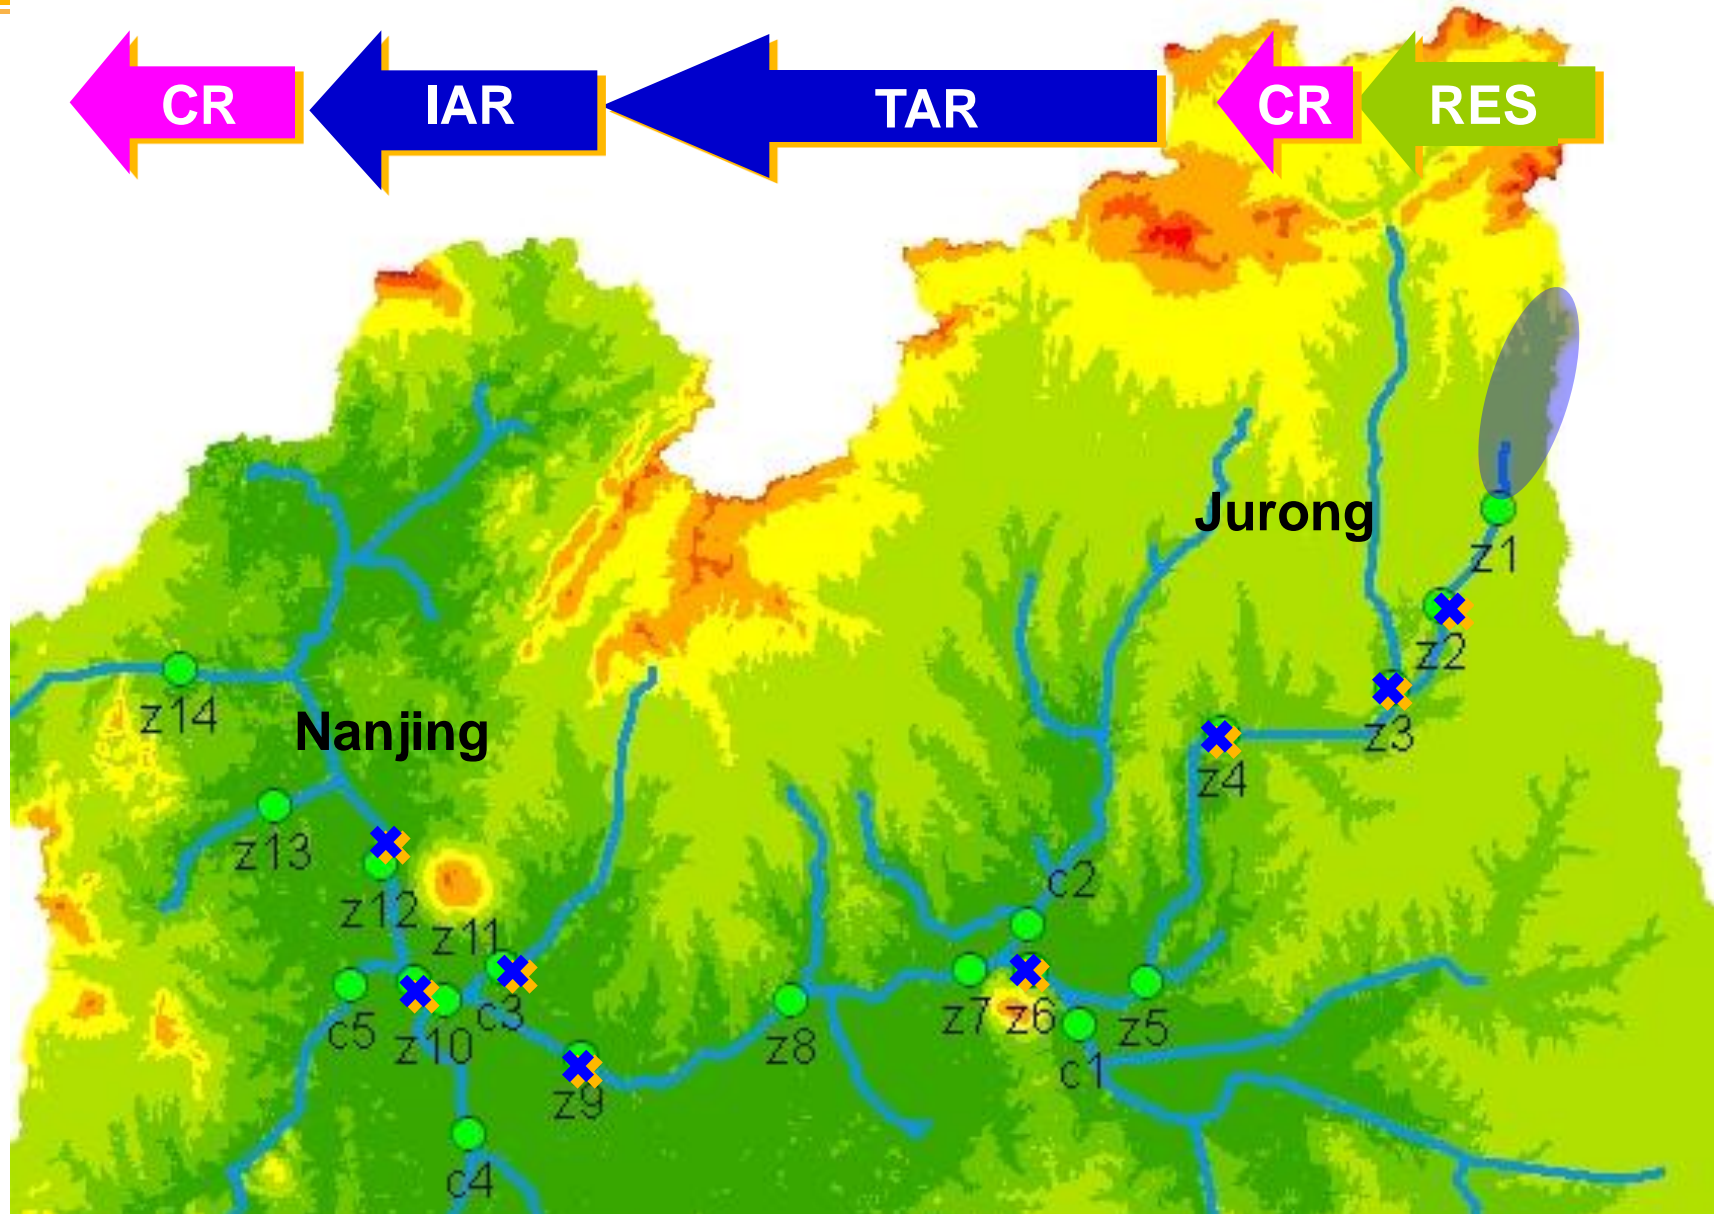 CR IAR TAR CR RES
Jurong
z1
z2
z14
Nanjing
z3
z4
z13
c2
z12
z11
c5
z10
c3
z8
z7
z6
z5
c1
z9
c4